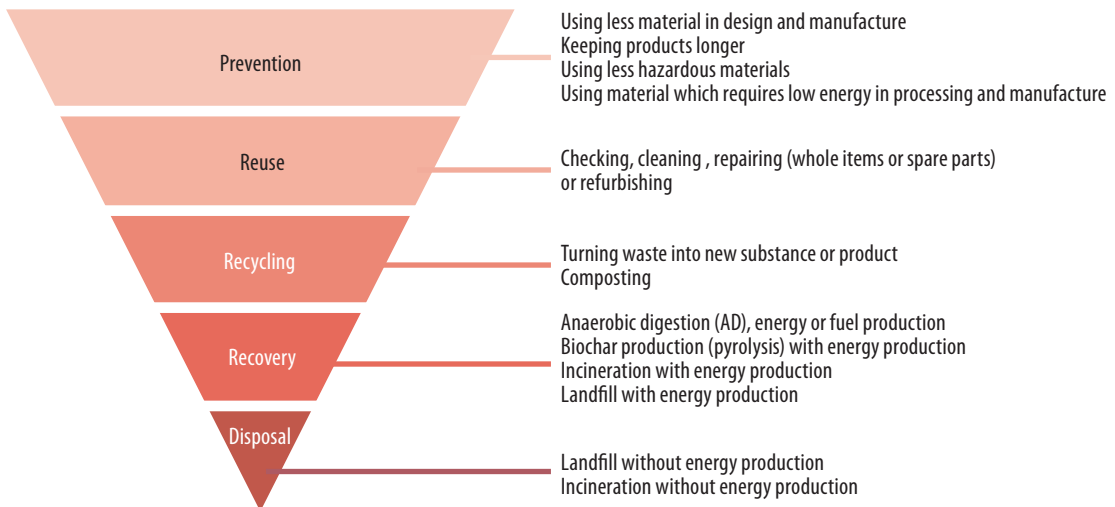 Prevention
Using less material in design and manufacture
Keeping products longer
Using less hazardous materials
Using material which requires low energy in processing and manufacture
Reuse
Checking, cleaning , repairing (whole items or spare parts)
or refurbishing
Recycling
Turning waste into new substance or product
Composting
Recovery
Anaerobic digestion (AD), energy or fuel production
Biochar production (pyrolysis) with energy production
Incineration with energy production
Landfill with energy production
Disposal
Landfill without energy production
Incineration without energy production